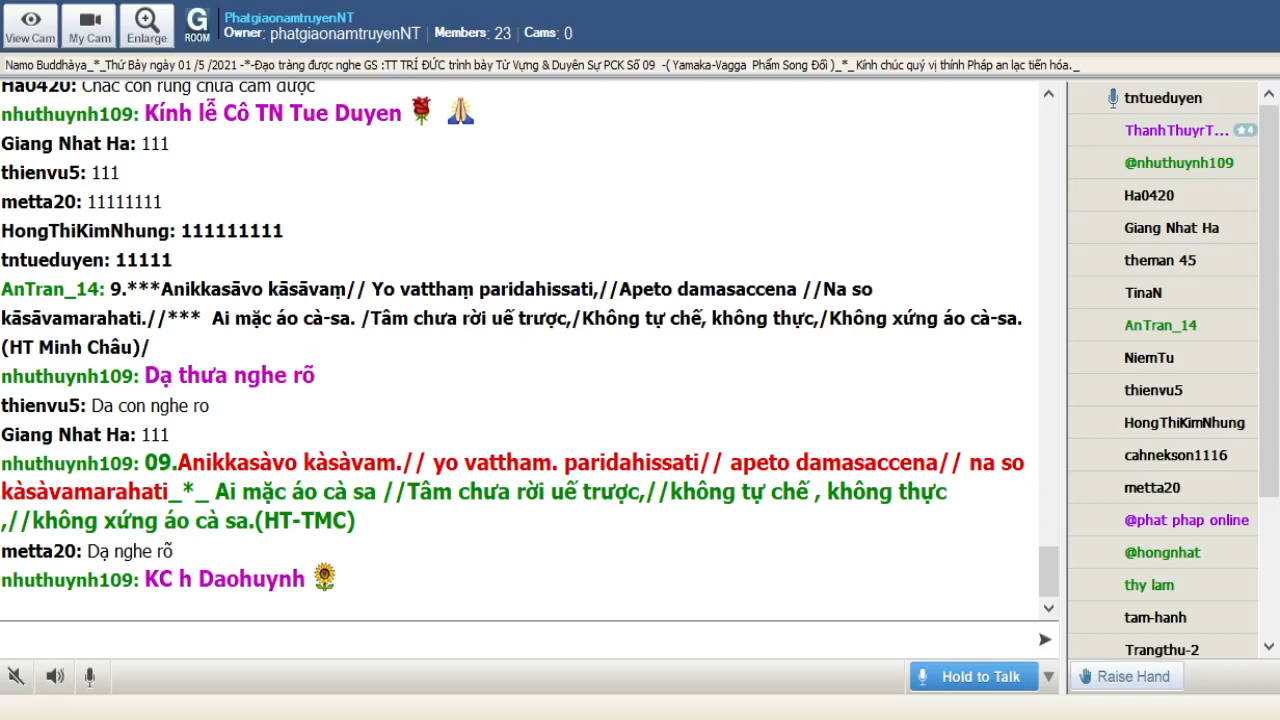 View Cam
My Cam
Enlarge
G
ROOM
PhatgiaonamtruyenNT
Owner: phatgiaonamtruyenNT | Members: 23 | Cams: 0
Namo Buddhàya_*_Thứ Bảy ngày 01 /5 /2021 -*-Đạo tràng được nghe GS :TT TRÍ ĐỨC trình bày Từ Vựng & Duyên Sự PCK Số 09 -( Yamaka-Vagga Phẩm Song Đối )_*_ Kính chúc quý vị thính Pháp an lạc tiến hóa._
Ha0420: Chac con rung chua cam duoc
nhuthuynh109: Kính lễ Cô TN Tue Duyen
Giang Nhat Ha: 111
thienvu5: 111
metta20: 11111111
HongThiKimNhung: 111111111
tntueduyen: 11111
AnTran_14: 9.***Anikkasāvo kāsāvaṃ// Yo vatthaṃ paridahissati,//Apeto damasaccena //Na so
kāsāvamarahati.//*** Ai mặc áo cà-sa. /Tâm chưa rời uế trược,/Không tự chế, không thực,/Không xứng áo cà-sa.
(HT Minh Châu)/
nhuthuynh109: Dạ thưa nghe rõ
thienvu5: Da con nghe ro
Giang Nhat Ha: 111
nhuthuynh109: 09.Anikkasàvo kàsàvam.// yo vattham. paridahissati// apeto damasaccena// na so
kàsàvamarahati_*_ Ai mặc áo cà sa //Tâm chưa rời uế trược,//không tự chế , không thực
,//không xứng áo cà sa.(HT-TMC)
metta20: Dạ nghe rõ
nhuthuynh109: KC h Daohuynh
tntueduyen
ThanhThuyrT... 4
@nhuthuynh109
Ha0420
Giang Nhat Ha
theman 45
TinaN
AnTran_14
NiemTu
thienvu5
HongThiKimNhung
cahnekson1116
metta20
@phat phap online
@hongnhat
thy lam
tam-hanh
Trangthu-2
Hold to Talk
Raise Hand